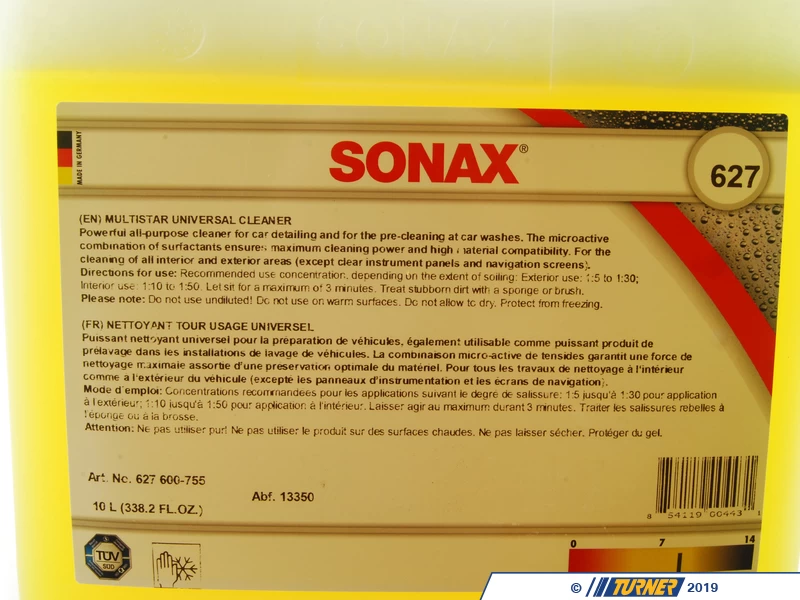 SONAX®
627
MADE IN GERMANY
(EN) MULTISTAR UNIVERSAL CLEANER
Powerful all-purpose cleaner for car detailing and for the pre-cleaning at car washes. The microactive
combination of surfactants ensures maximum cleaning power and high material compatibility. For the
cleaning of all interior and exterior areas (except clear instrument panels and navigation screens).
Directions for use: Recommended use concentration, depending on the extent of soiling: Exterior use: 1:5 to 1:30;
Interior use: 1:10 to 1:50. Let sit for a maximum of 3 minutes. Treat stubborn dirt with a sponge or brush.
Please note: Do not use undiluted! Do not use on warm surfaces. Do not allow to dry. Protect from freezing.
(FR) NETTOYANT TOUR USAGE UNIVERSEL
Puissant nettoyant universel pour la préparation de véhicules, également utilisable comme puissant produit de
prélavage dans les installations de lavage de véhicules. La combinaison micro-active de tensides garantit une force de
nettoyage maximale assortie d'une preservation optimale du matériel. Pour tous les travaux de nettoyage à l'intérieur
comme a l'extérieur du véhicule (excepte les panneaux d'instrumentation et les écrans de navigation).
Mode d'emploi: Concentrations recommandées pour les applications suivant le degré de salissure: 1:5 jusqu'à 1:30 pour application
à l'extérieur; 1:10 jusqu'à 1:50 pour application à l'intérieur. Laisser agir au maximum durant 3 minutes. Traiter les salissures rebelles à
l'éponge ou à la brosse.
Attention: Ne pas utiliser pur! Ne pas utiliser le produit sur des surfaces chaudes. Ne pas laisser sécher. Protéger du gel.
Art. No. 627 600-755
10 L (338.2 FL.OZ.)
Abf. 13350
8 54119 00443 1
TÜV
SÜD
0 7 14
© TURNER 2019